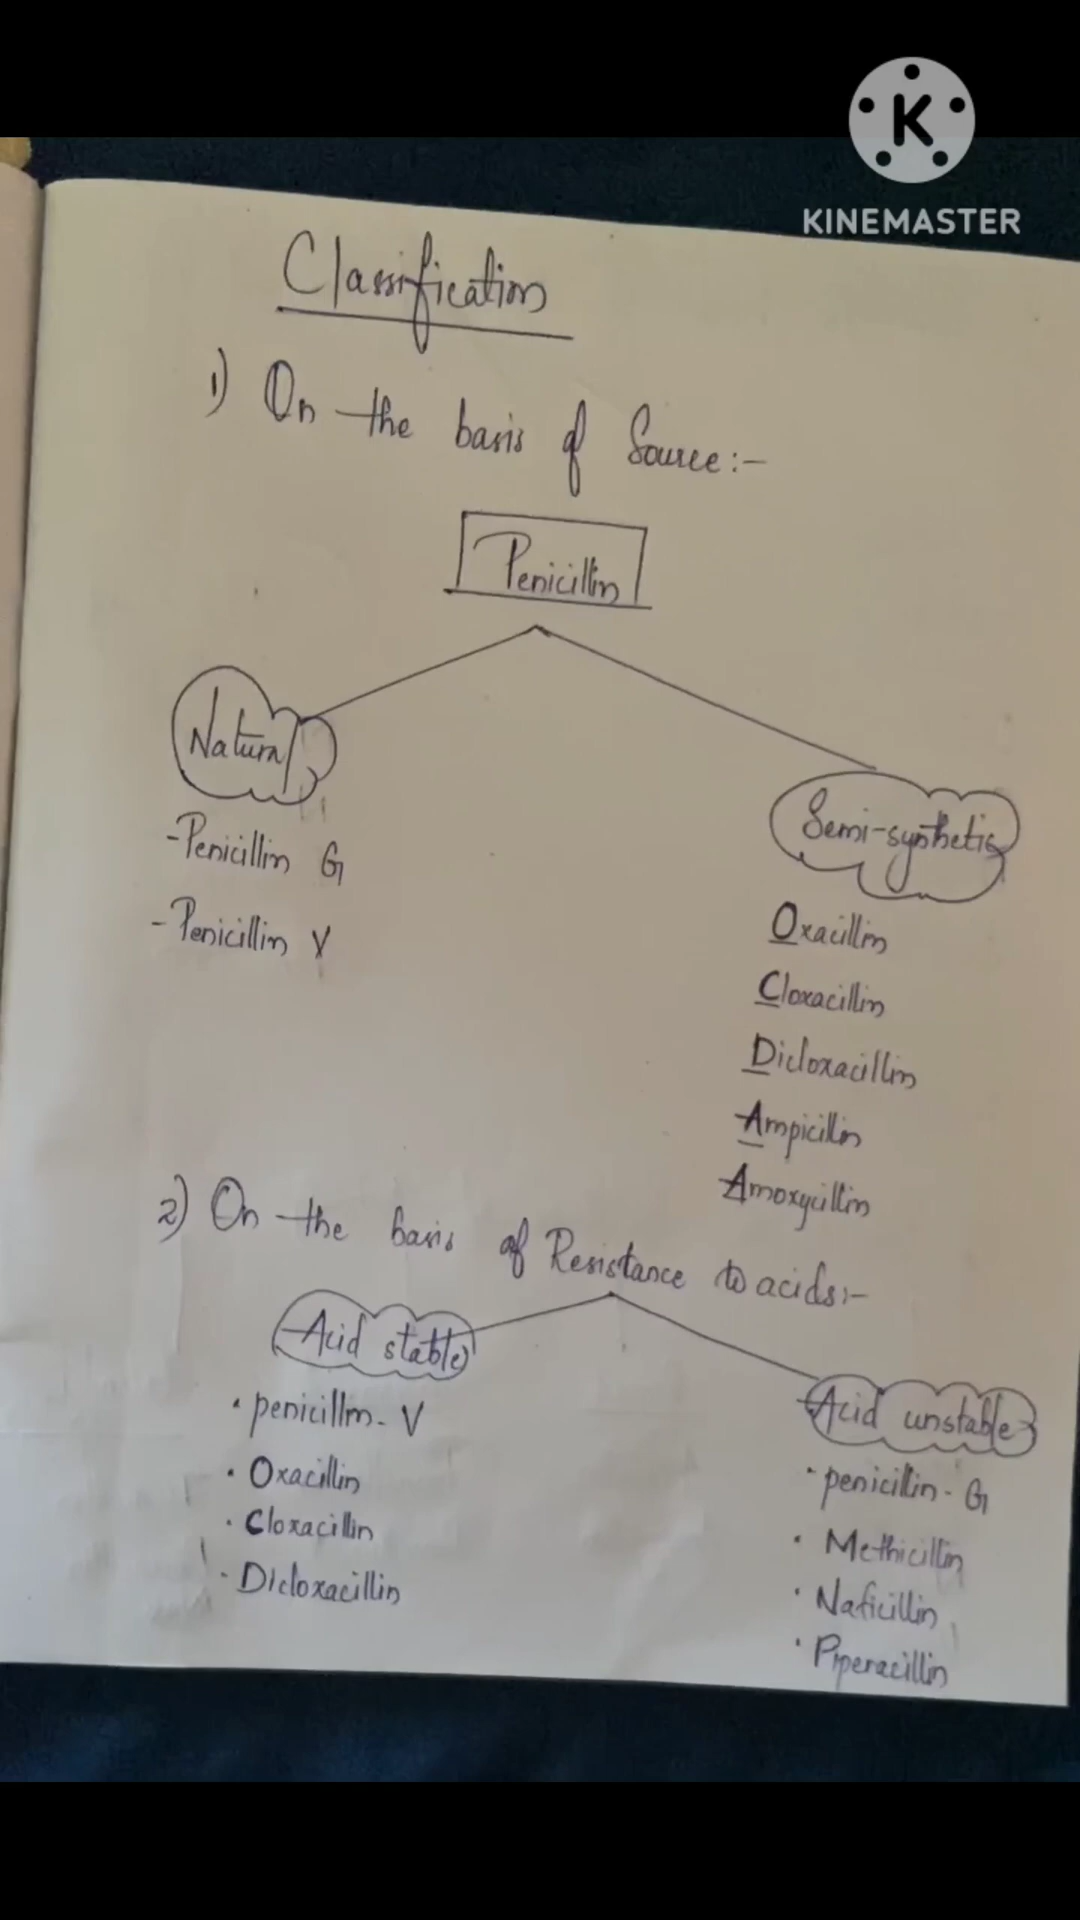 K
KINEMASTER
Classification
1) On the basis of Source:-
Penicillin
Natural
- Penicillin G
- Penicillin V
Semi-synthetic
Oxacillin
Cloxacillin
Dicloxacillin
Ampicillin
Amoxycillin
2) On the basis of Resistance to acids:-
Acid stable
• penicillin - V
• Oxacillin
• Cloxacillin
• Dicloxacillin
Acid unstable
• penicillin - G
• Methicillin
• Naficillin
• Piperacillin